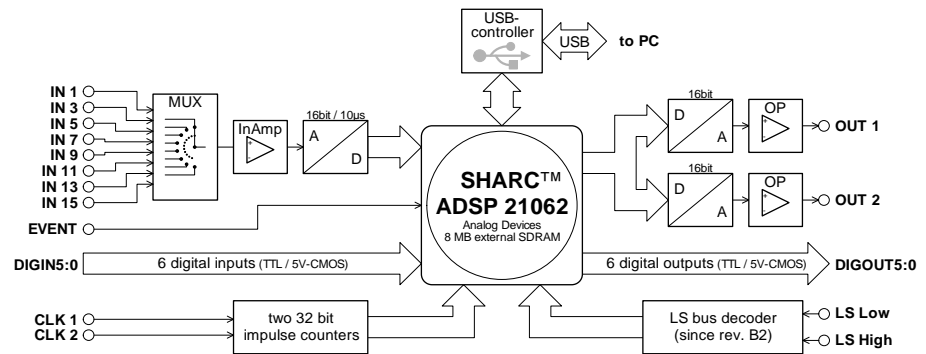 USB-
controller
USB
to PC
IN 1
IN 3
IN 5
IN 7
IN 9
IN 11
IN 13
IN 15
MUX
InAmp
16bit / 10µs
A
D
SHARC™
ADSP 21062
Analog Devices
8 MB external SDRAM
16bit
D
A
OP
OUT 1
16bit
D
A
OP
OUT 2
EVENT
DIGIN5:0
6 digital inputs (TTL / 5V-CMOS)
6 digital outputs (TTL / 5V-CMOS)
DIGOUT5:0
CLK 1
CLK 2
two 32 bit
impulse counters
LS bus decoder
(since rev. B2)
LS Low
LS High